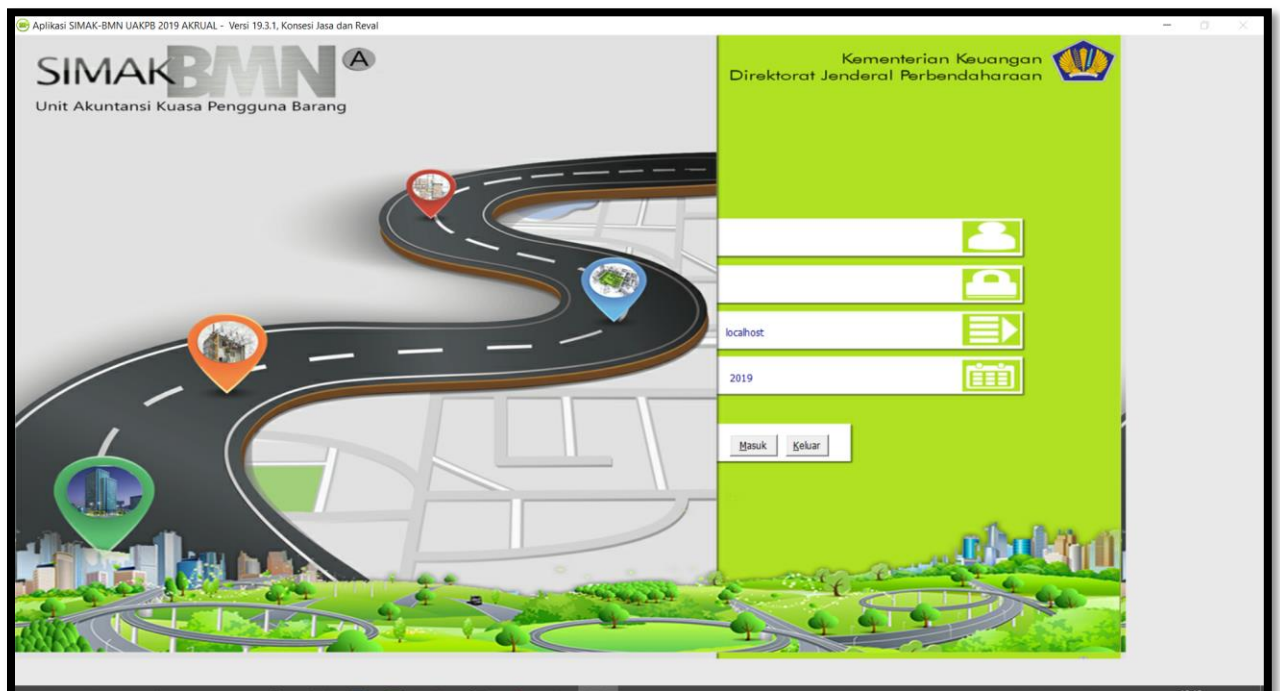 Aplikasi SIMAK-BMN UAKPB 2019 AKRUAL - Versi 19.3.1, Konsesi Jasa dan Reval
SIMAK BMN A
Unit Akuntansi Kuasa Pengguna Barang
Kementerian Keuangan
Direktorat Jenderal Perbendaharaan
localhost
2019
Masuk Keluar